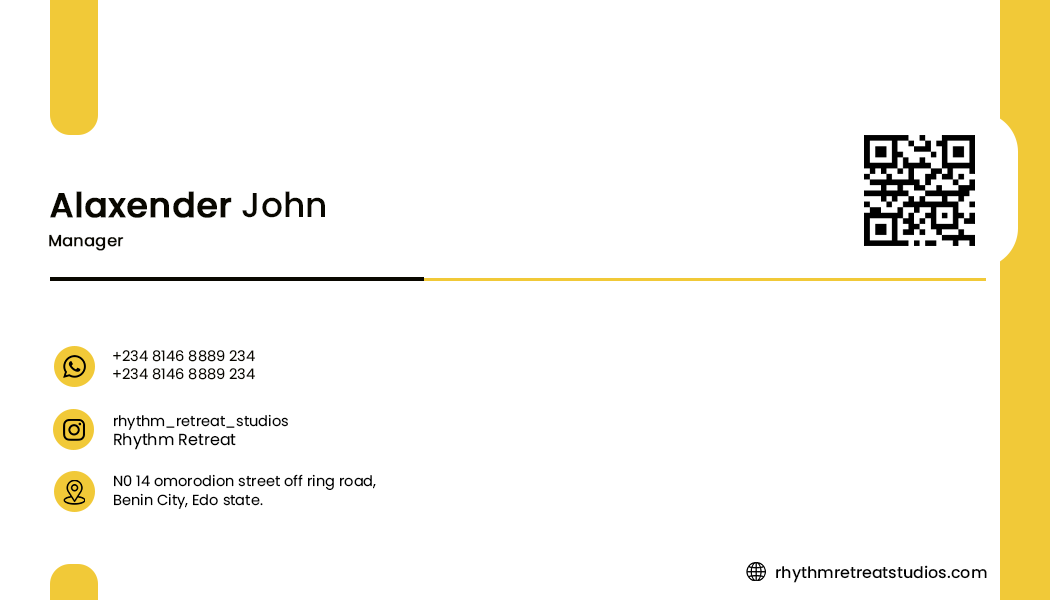 Alaxender John
Manager
+234 8146 8889 234
+234 8146 8889 234
rhythm_retreat_studios
Rhythm Retreat
N0 14 omorodion street off ring road,
Benin City, Edo state.
rhythmretreatstudios.com